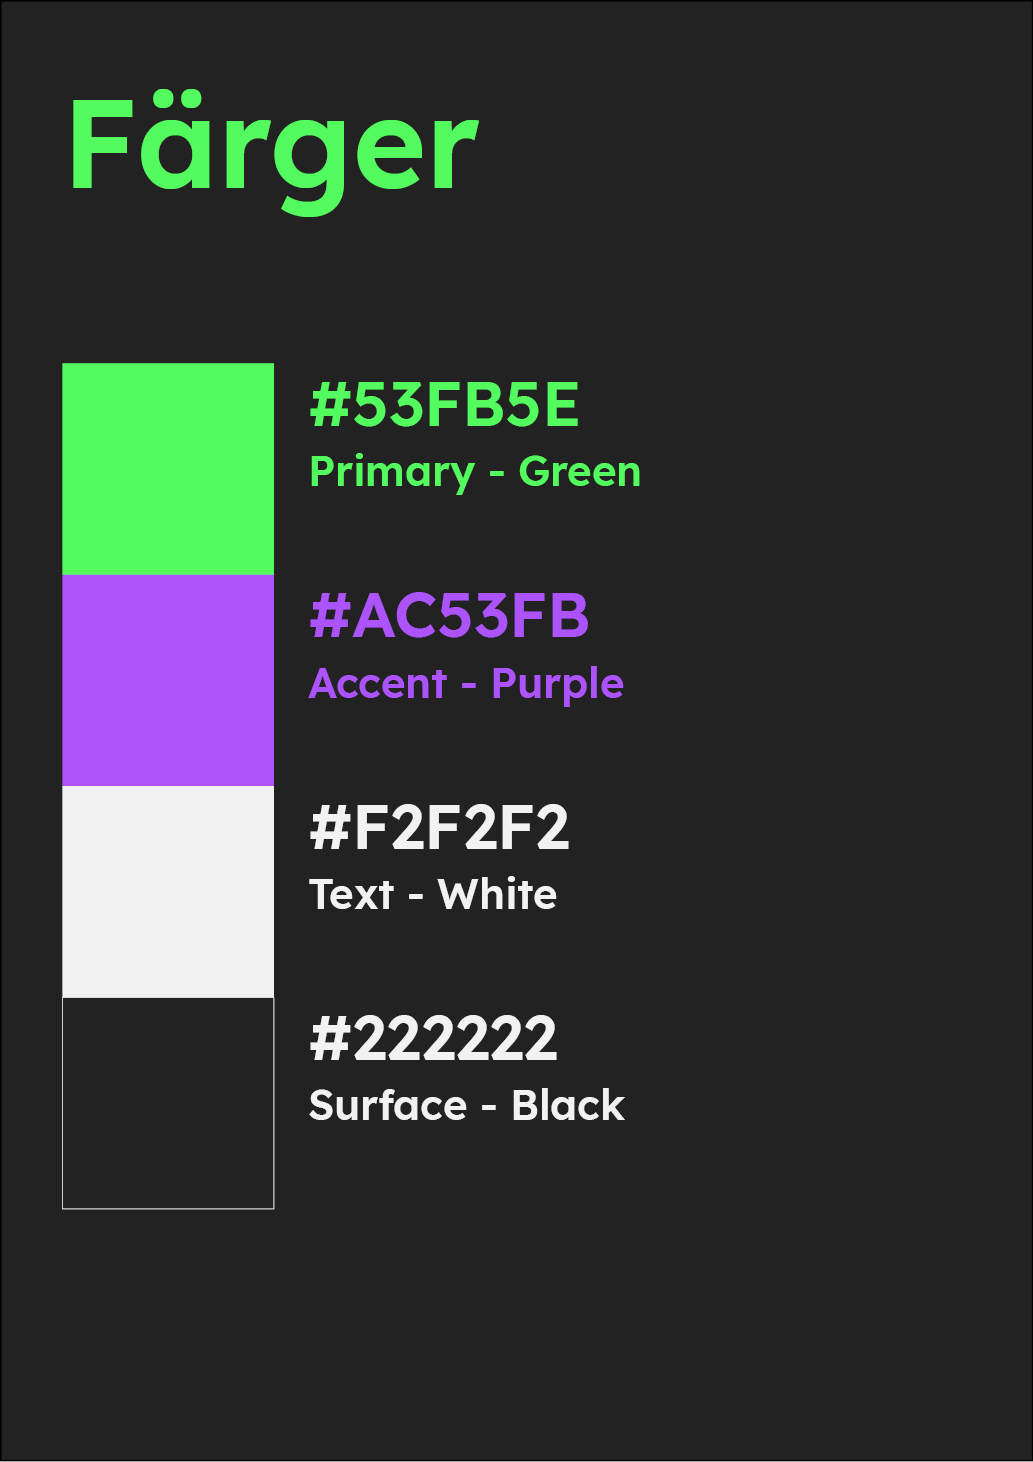 Färger
#53FB5E
Primary - Green
#AC53FB
Accent - Purple
#F2F2F2
Text - White
#222222
Surface - Black